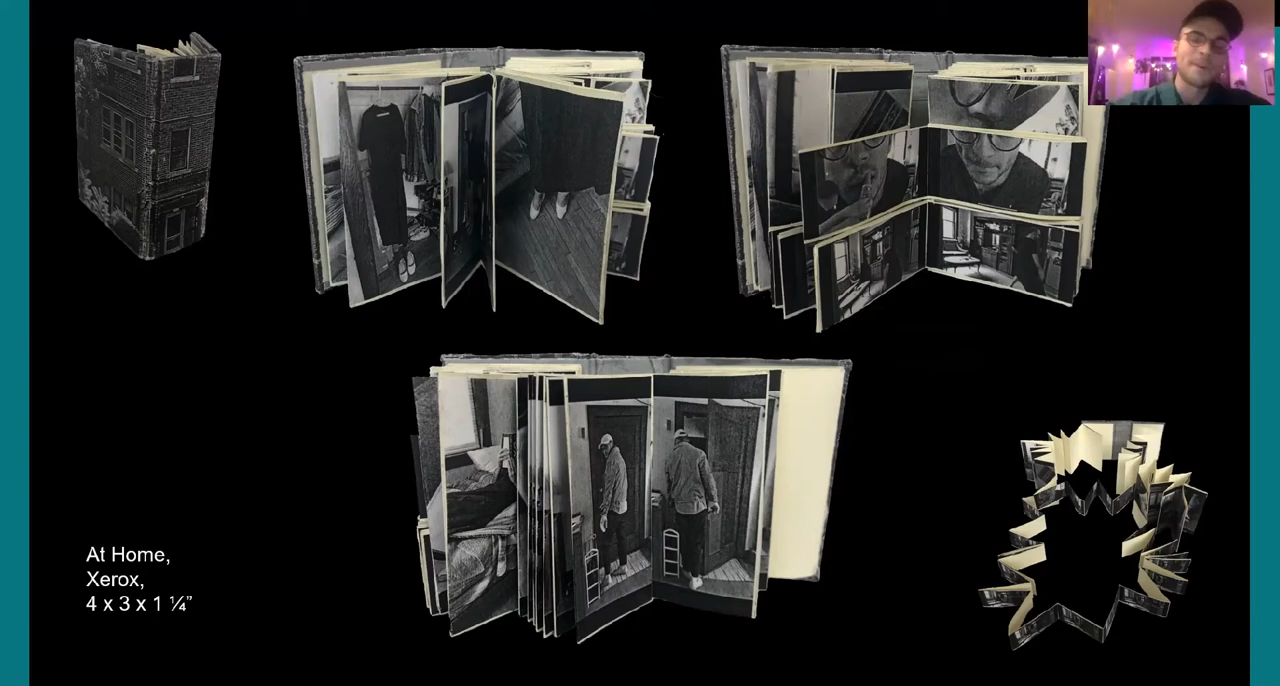 At Home,
Xerox,
4 x 3 x 1 ¼”